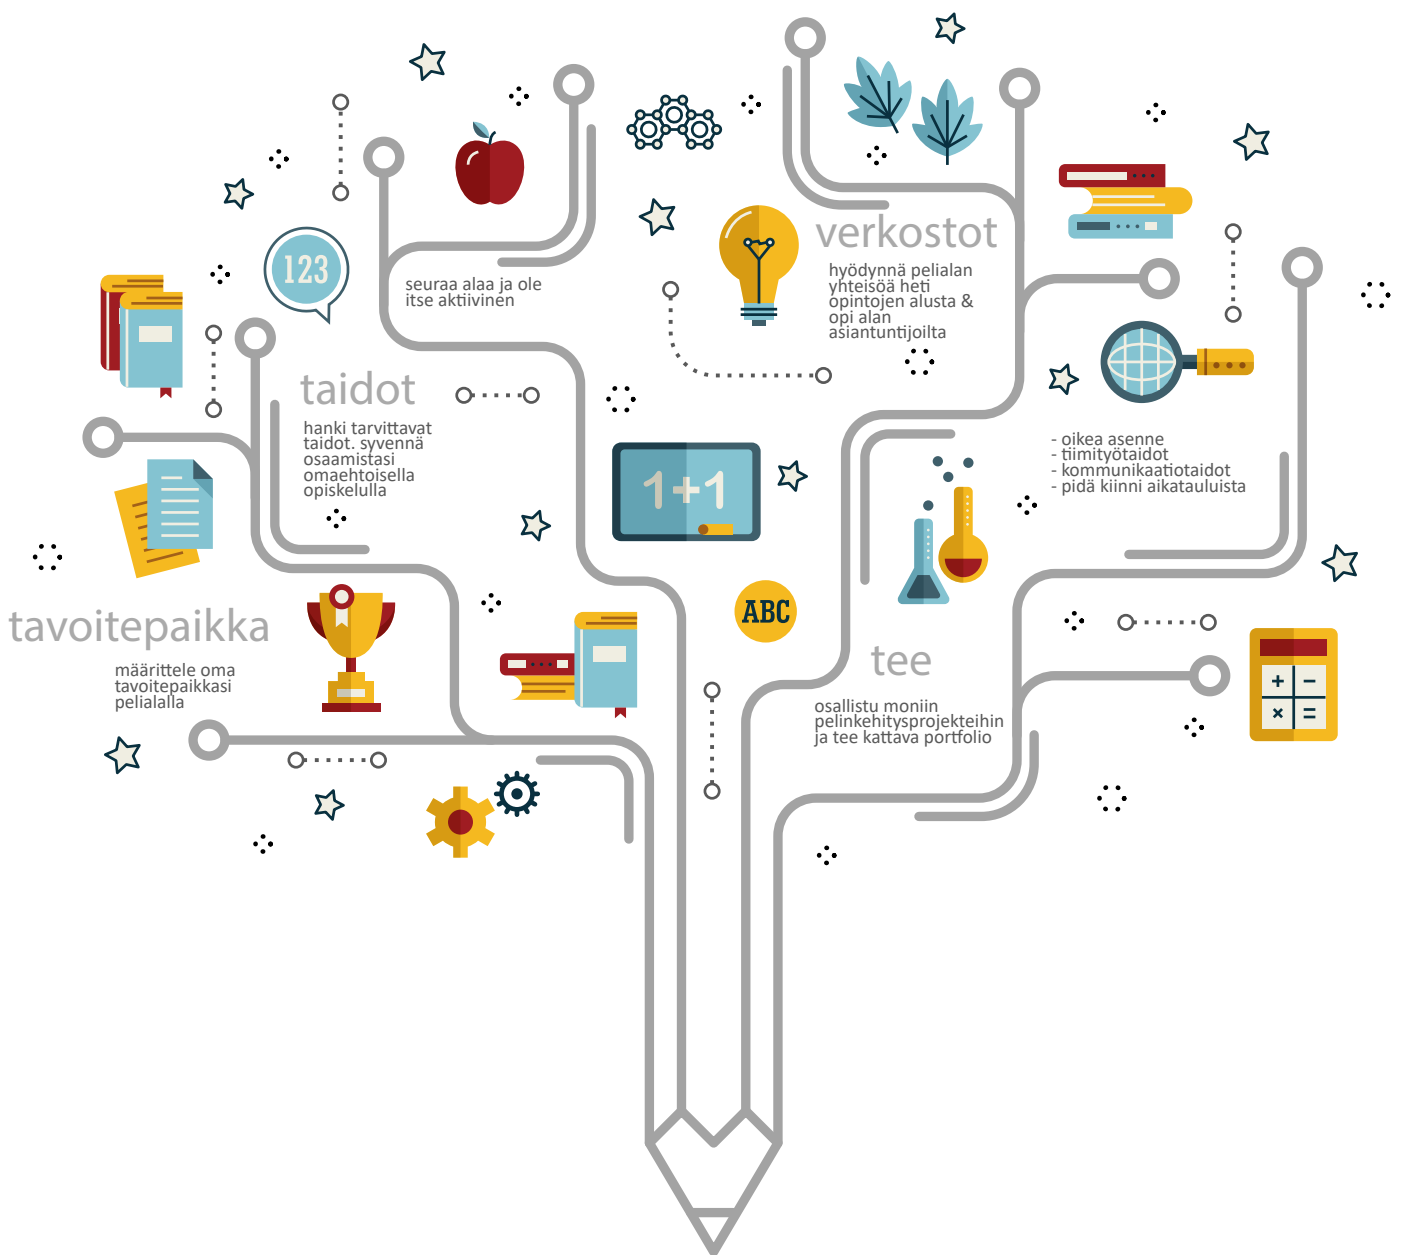 verkostot
hyödynnä pelialan
yhteisöä heti
opintojen alusta &
opi alan
asiantuntijoilta
123
seuraa alaa ja ole
itse aktiivinen
taidot
hanki tarvittavat
taidot. syvennä
osaamistasi
omaehtoisella
opiskelulla
- oikea asenne
- tiimityötaidot
- kommunikaatiotaidot
- pidä kiinni aikatauluista
1+1
ABC
tavoitepaikka
määrittele oma
tavoitepaikkasi
pelialalla
tee
osallistu moniin
pelinkehitysprojekteihin
ja tee kattava portfolio
+ −
× =